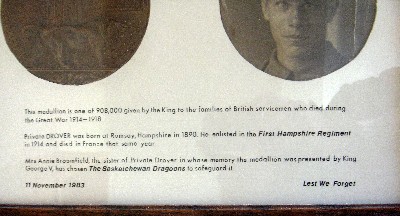 This medallion is one of 908,000 given by the King to the families of British servicemen who died during
the Great War 1914-1918
Private DROVER was born at Romsey, Hampshire in 1890. He enlisted in the First Hampshire Regiment
in 1914 and died in France that same year.
Mrs Annie Broomfield, the sister of Private Drover in whose memory the medallion was presented by King
George V, has chosen The Saskatchewan Dragoons to safeguard it.
11 November 1983 Lest We Forget